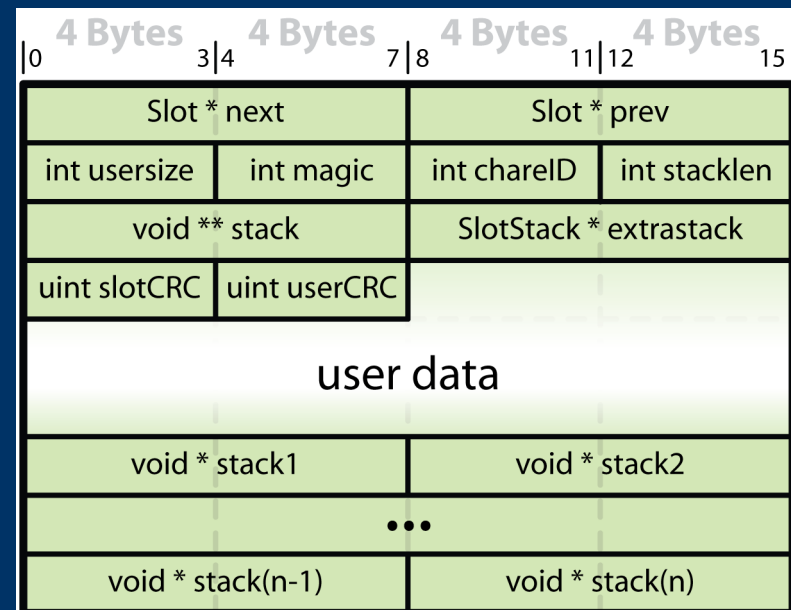 4 Bytes 4 Bytes 4 Bytes 4 Bytes
0 3 4 7 8 11 12 15
Slot * next Slot * prev
int usersize int magic int chareID int stacklen
void ** stack SlotStack * extrastack
uint slotCRC uint userCRC
user data
void * stack1 void * stack2
•••
void * stack(n-1) void * stack(n)